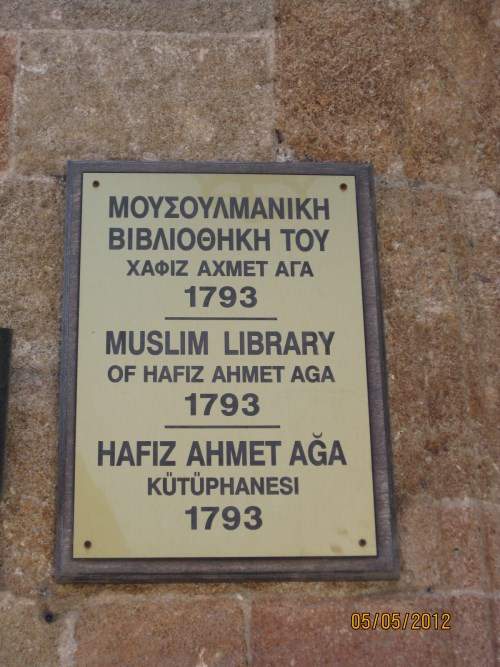 ΜΟΥΣΟΥΛΜΑΝΙΚΗ
ΒΙΒΛΙΟΘΗΚΗ ΤΟΥ
ΧΑΦΙΖ ΑΧΜΕΤ ΑΓΑ
1793
MUSLIM LIBRARY
OF HAFIZ AHMET AGA
1793
HAFIZ AHMET AĞA
KÜTÜPHANESI
1793
05/05/2012